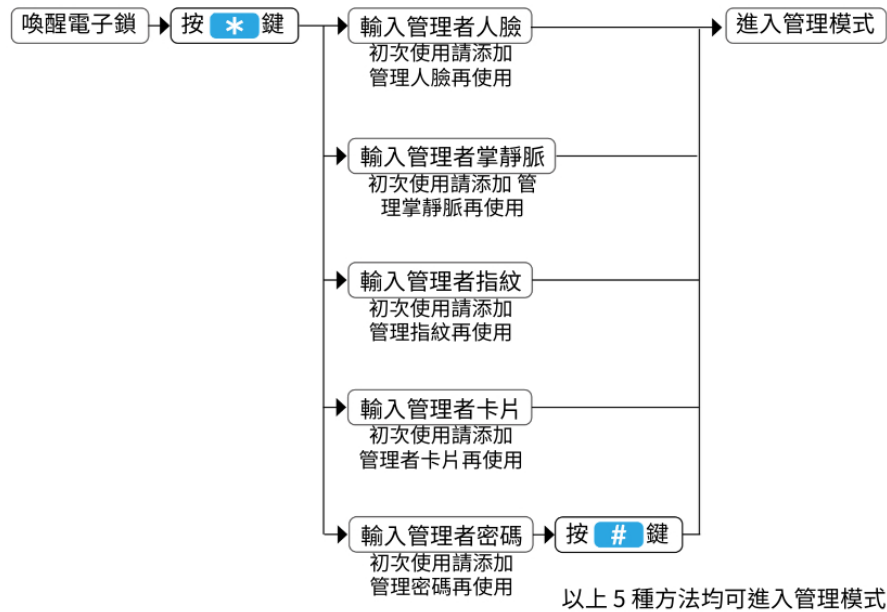 喚醒電子鎖
按 * 鍵
輸入管理者人臉
初次使用請添加
管理人臉再使用
進入管理模式
輸入管理者掌靜脈
初次使用請添加 管
理掌靜脈再使用
輸入管理者指紋
初次使用請添加
管理指紋再使用
輸入管理者卡片
初次使用請添加
管理者卡片再使用
輸入管理者密碼
初次使用請添加
管理密碼再使用
按 # 鍵
以上 5 種方法均可進入管理模式